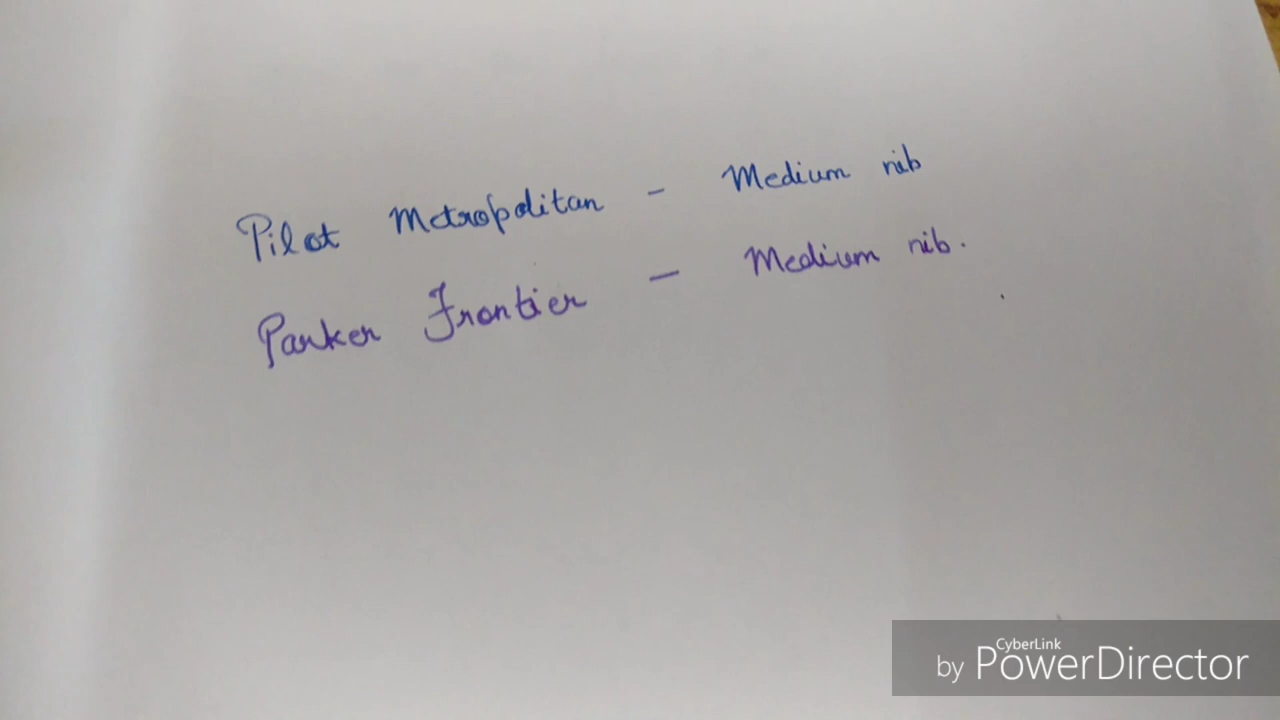 Pilot Metropolitan - Medium nib
Parker Frontier - Medium nib.
CyberLink
by PowerDirector